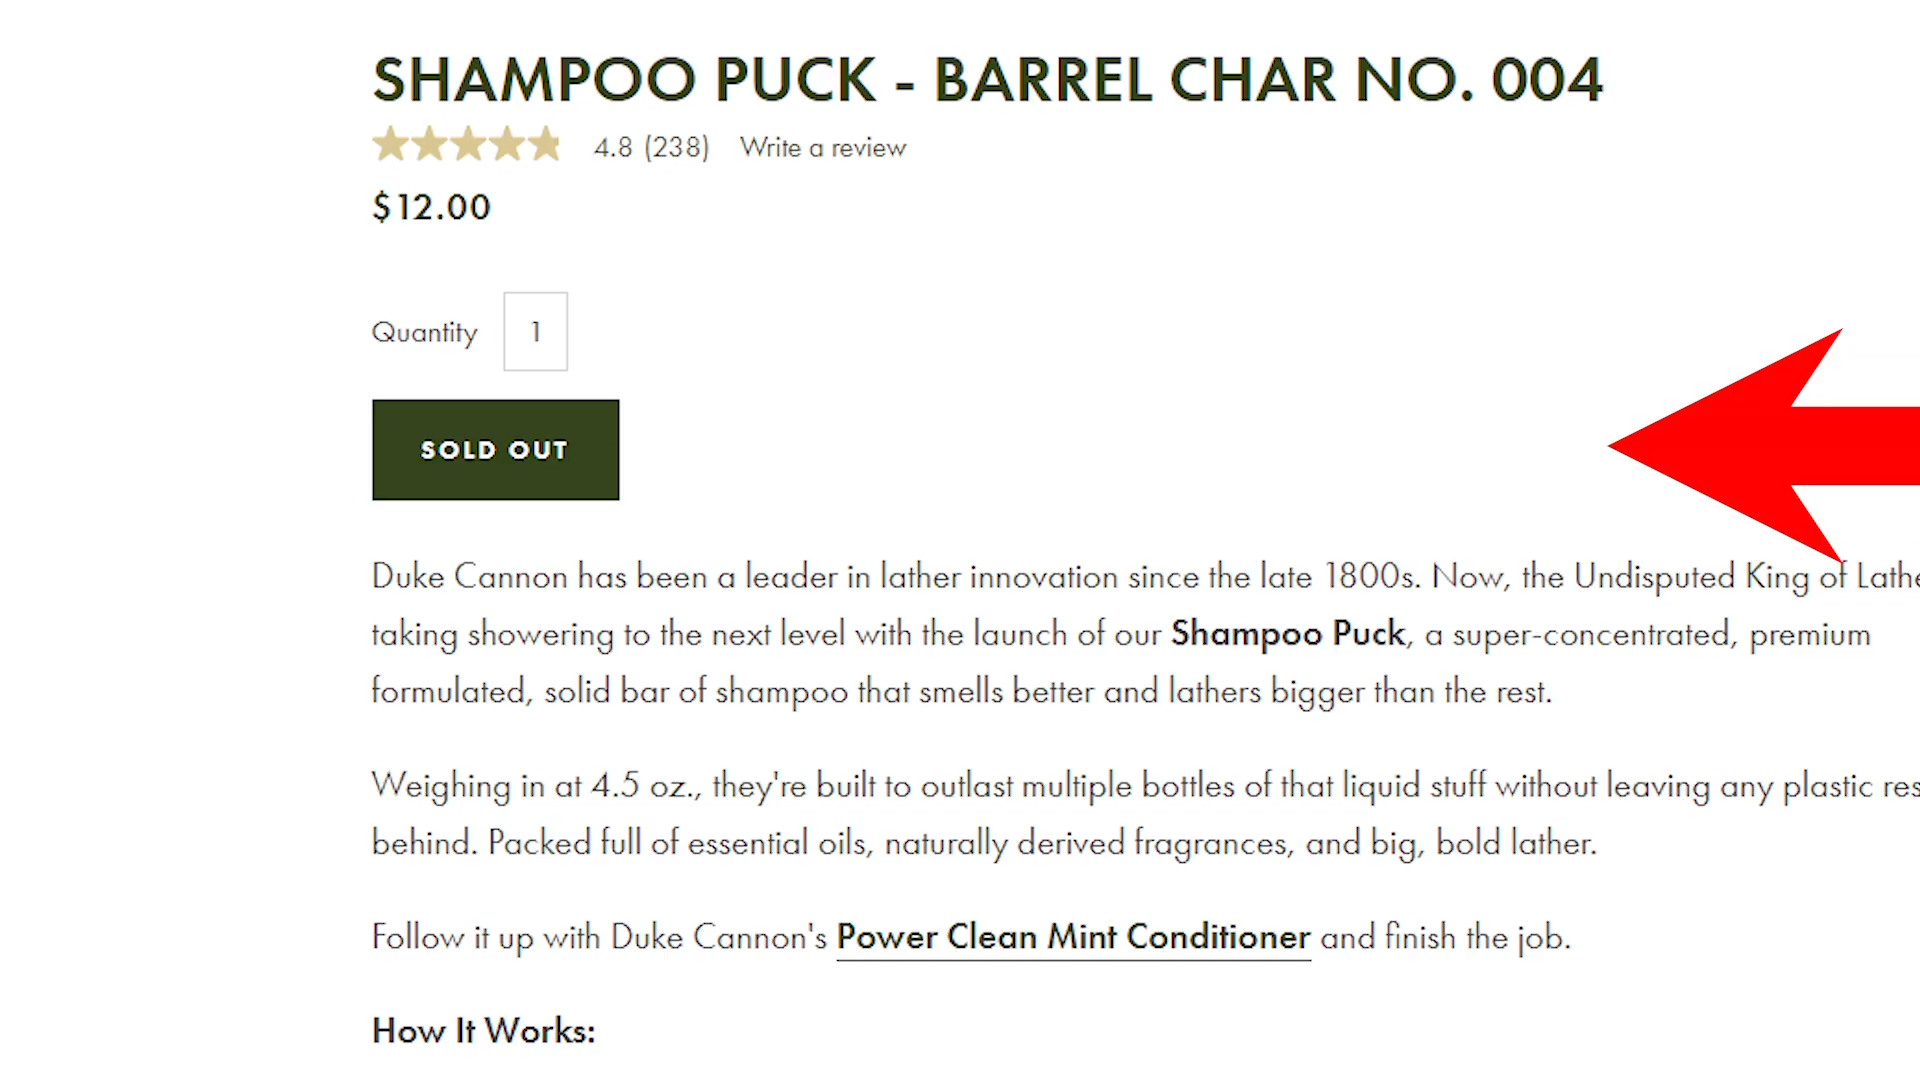 SHAMPOO PUCK - BARREL CHAR NO. 004
4.8 (238) Write a review
$12.00
Quantity 1
SOLD OUT
Duke Cannon has been a leader in lather innovation since the late 1800s. Now, the Undisputed King of
taking showering to the next level with the launch of our Shampoo Puck, a super-concentrated, premium
formulated, solid bar of shampoo that smells better and lathers bigger than the rest.
Weighing in at 4.5 oz., they're built to outlast multiple bottles of that liquid stuff without leaving any plastic
behind. Packed full of essential oils, naturally derived fragrances, and big, bold lather.
Follow it up with Duke Cannon's Power Clean Mint Conditioner and finish the job.
How It Works: